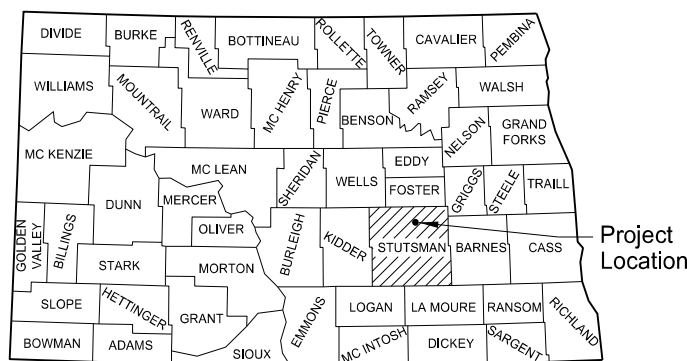 DIVIDE
BURKE
RENVILLE
BOTTINEAU
ROLLETTE
TOWNER
CAVALIER
PEMBINA
WILLIAMS
MOUNTRAIL
WARD
MC HENRY
PIERCE
BENSON
RAMSEY
WALSH
MC KENZIE
NELSON
GRAND
FORKS
MC LEAN
SHERIDAN
WELLS
EDDY
FOSTER
GRIGGS
STEELE
TRAILL
DUNN
MERCER
OLIVER
GOLDEN
VALLEY
BILLINGS
BURLEIGH
KIDDER
STUTSMAN
BARNES
CASS
Project
Location
STARK
MORTON
SLOPE
HETTINGER
GRANT
EMMONS
LOGAN
LA MOURE
RANSOM
RICHLAND
BOWMAN
ADAMS
SIOUX
MC INTOSH
DICKEY
SARGENT